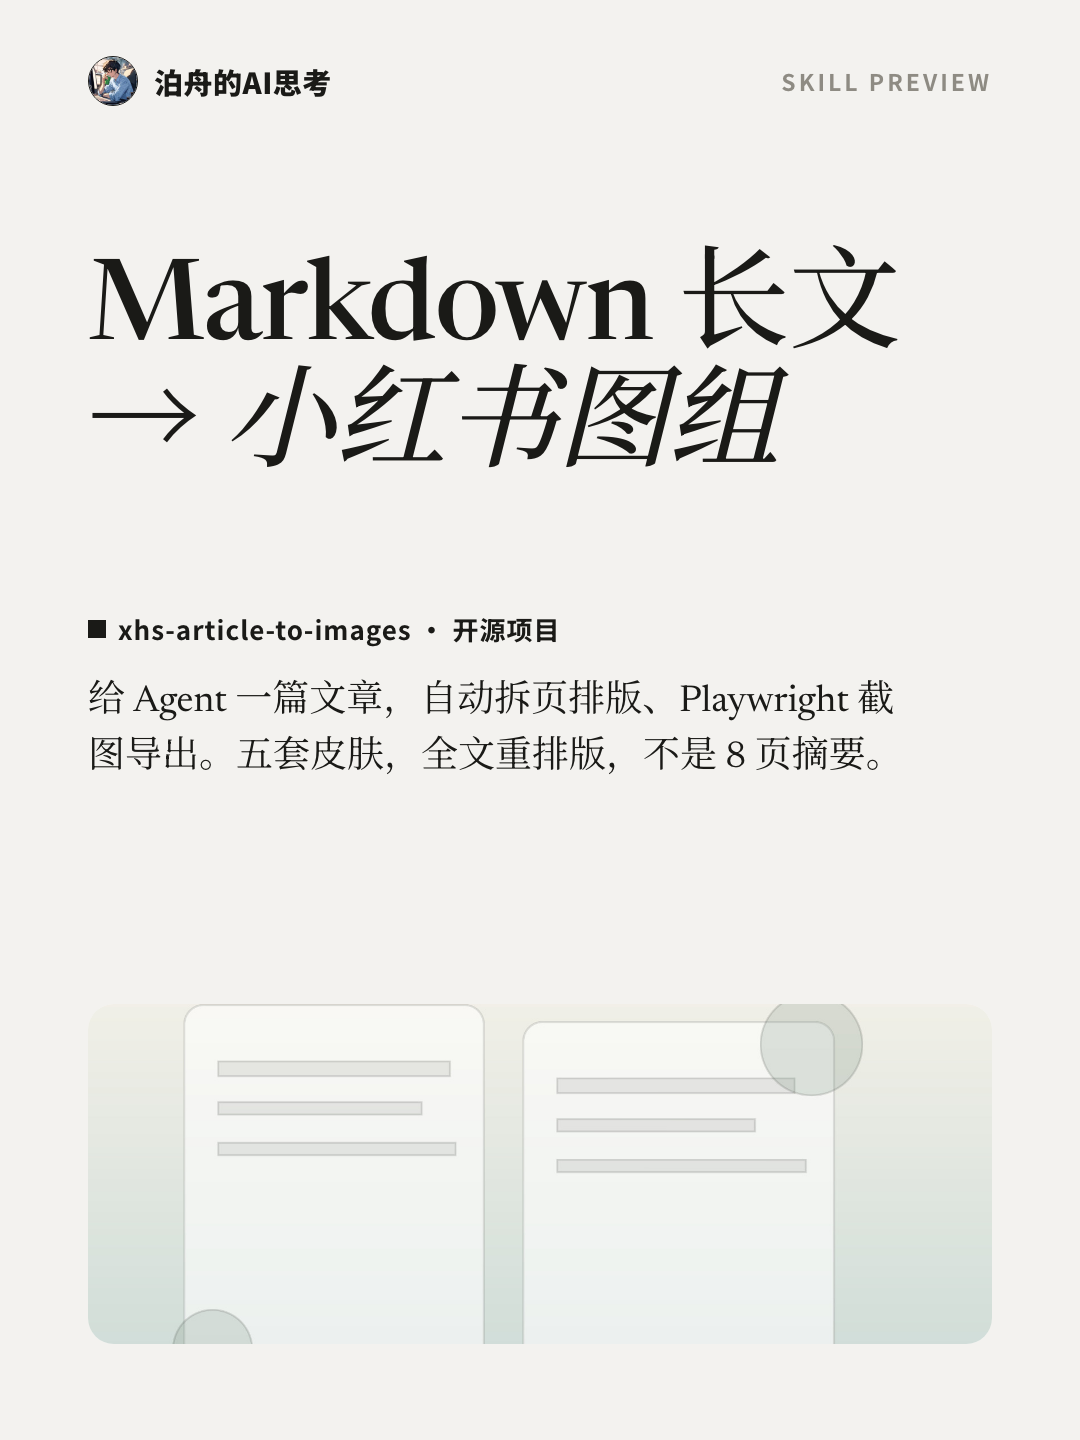 泊舟的AI思考
SKILL PREVIEW
Markdown 长文
→ 小红书图组
xhs-article-to-images · 开源项目
给 Agent 一篇文章，自动拆页排版、Playwright 截
图导出。五套皮肤，全文重排版，不是 8 页摘要。